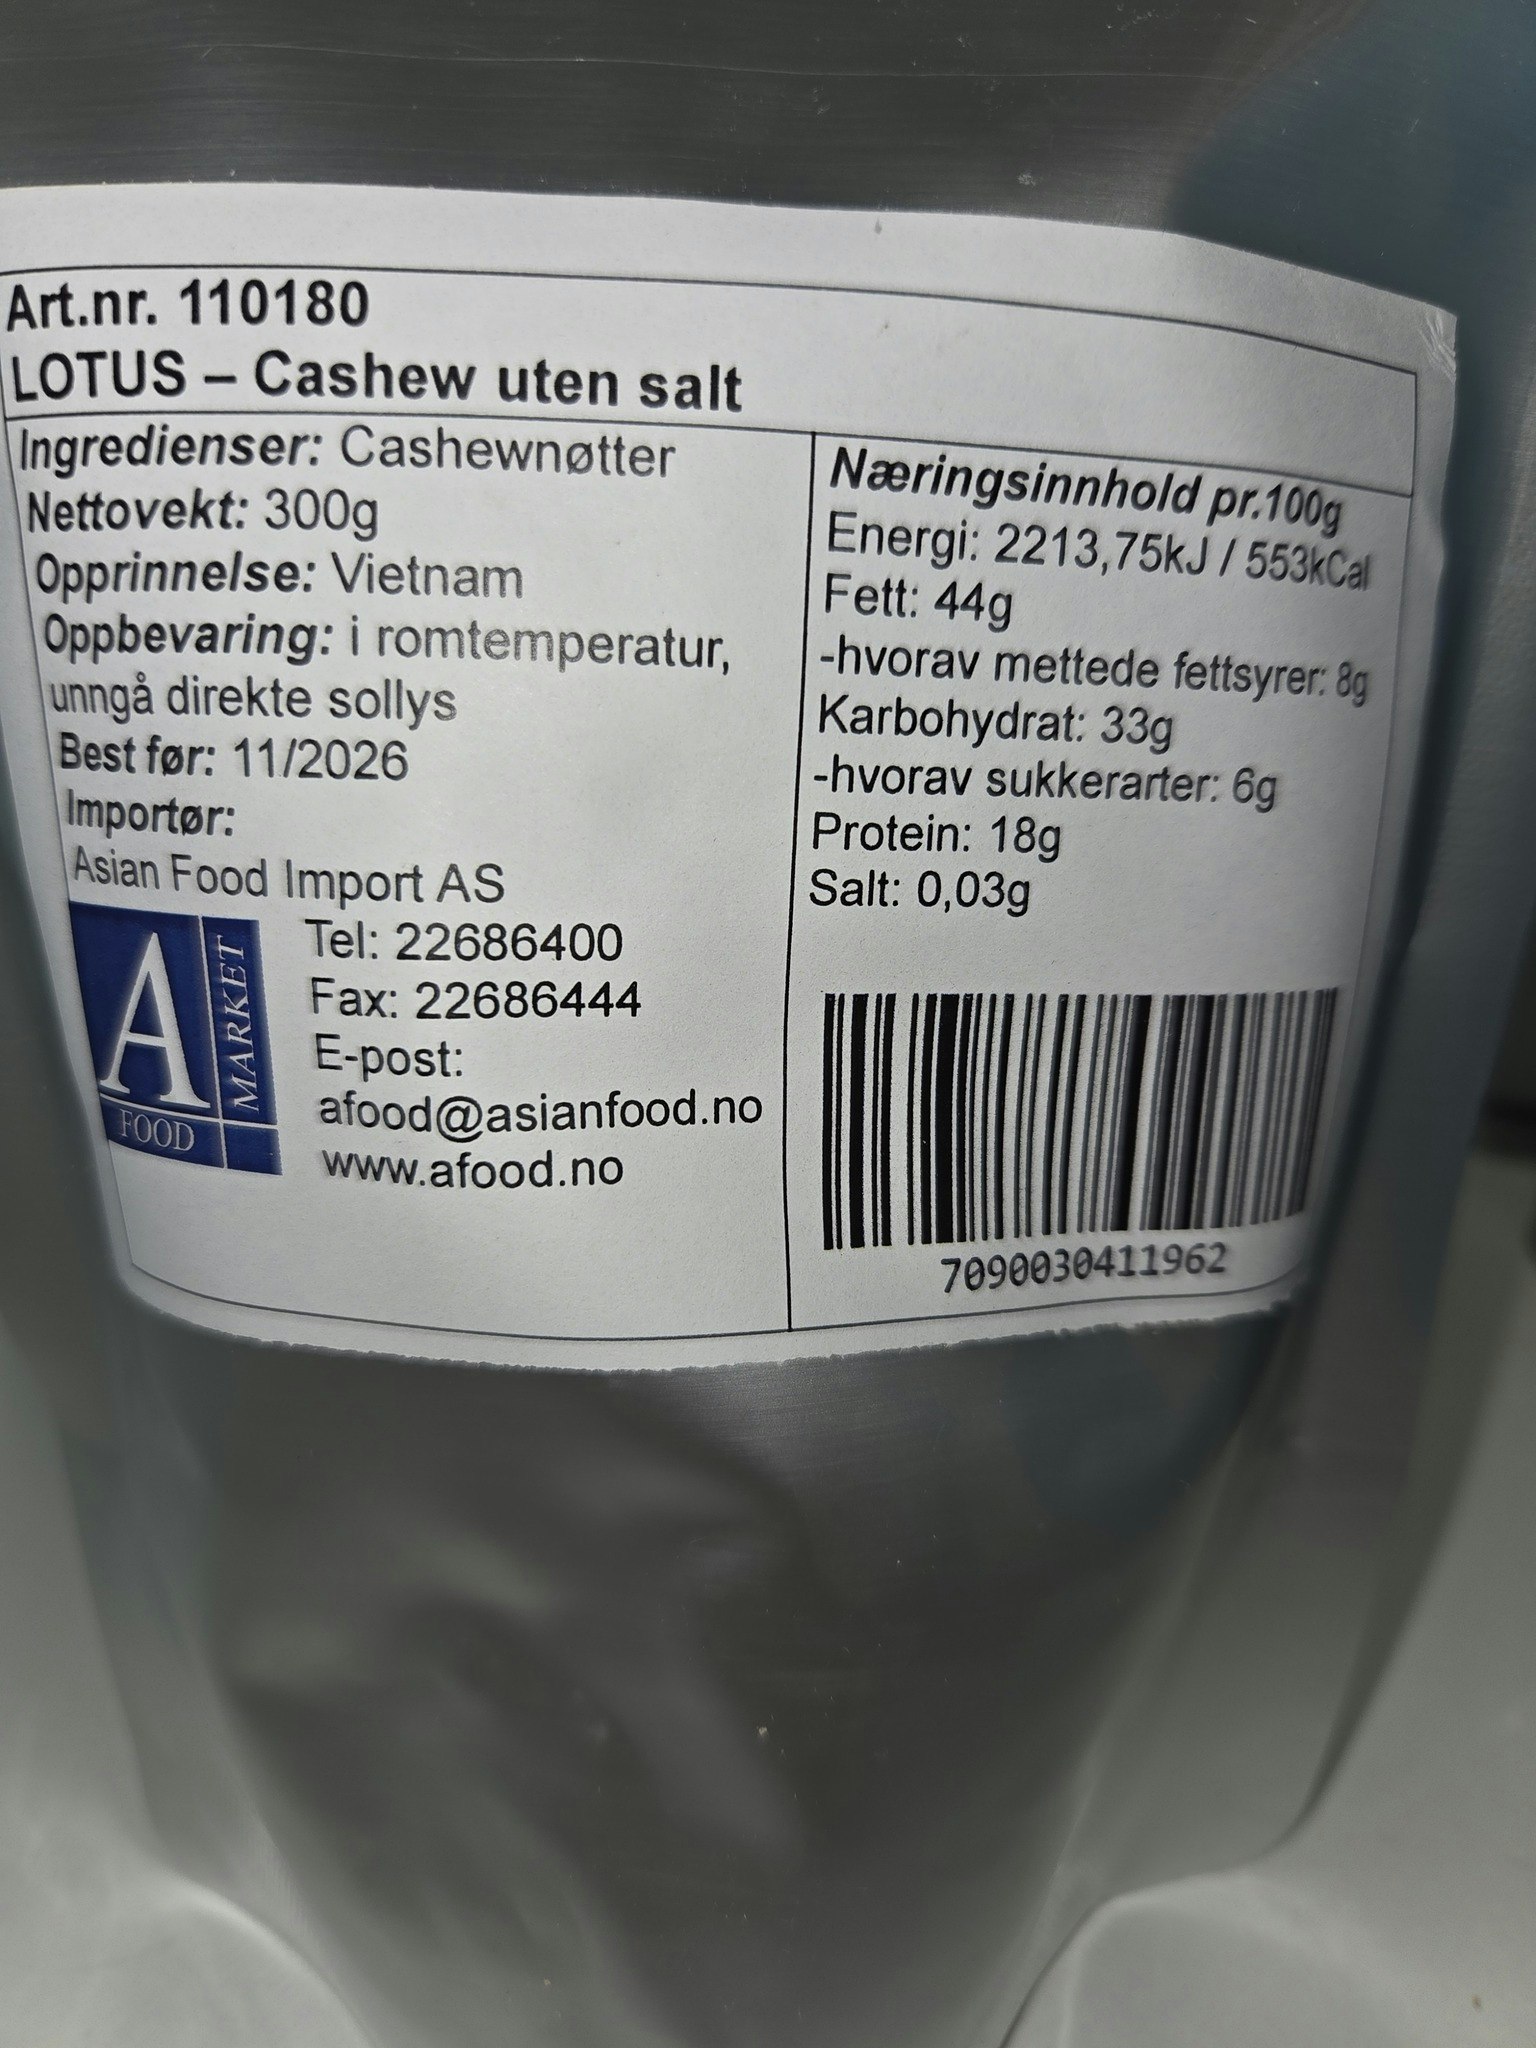 Art.nr. 110180
LOTUS – Cashew uten salt
Ingredienser: Cashewnøtter
Nettovekt: 300g
Opprinnelse: Vietnam
Oppbevaring: i romtemperatur,
unngå direkte sollys
Best før: 11/2026
Importør:
Asian Food Import AS
A
FOOD
MARKET
Tel: 22686400
Fax: 22686444
E-post:
afood@asianfood.no
www.afood.no
Næringsinnhold pr.100g
Energi: 2213,75kJ / 553kCal
Fett: 44g
-hvorav mettede fettsyrer: 8g
Karbohydrat: 33g
-hvorav sukkerarter: 6g
Protein: 18g
Salt: 0,03g
7090030411962